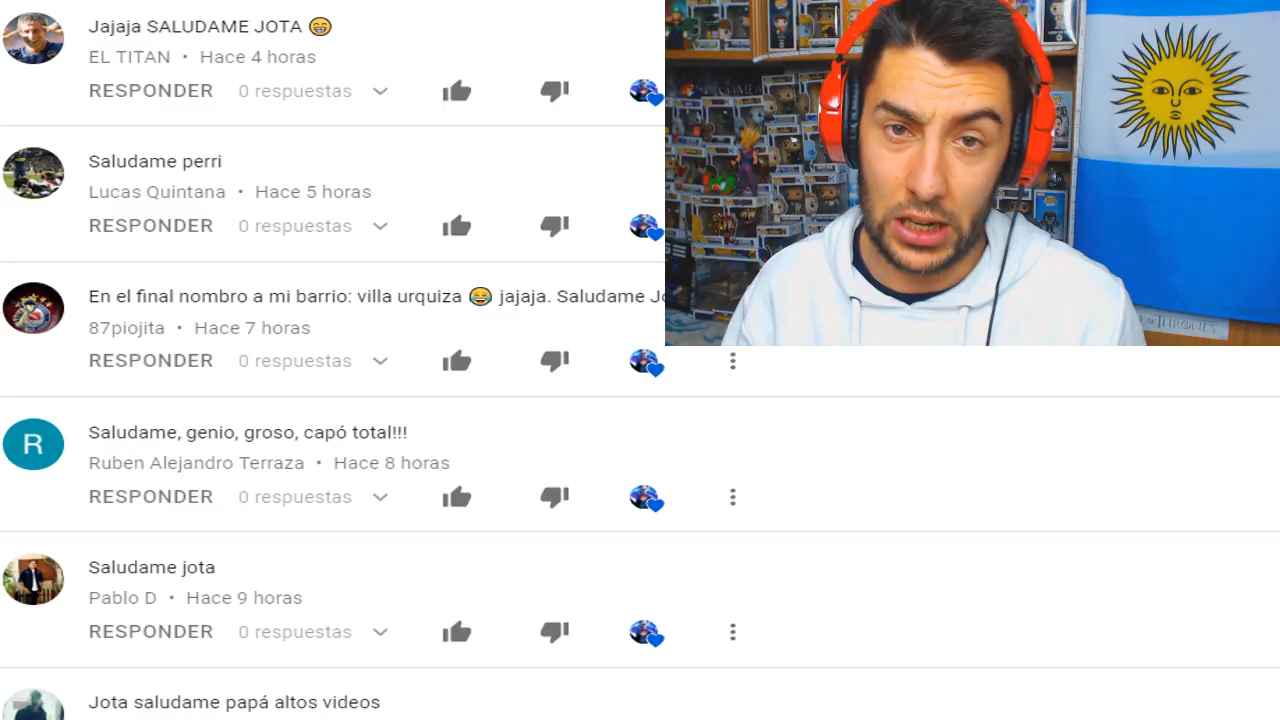 Jajaja SALUDAME JOTA 😁
EL TITAN • Hace 4 horas
RESPONDER 0 respuestas
Saludame perri
Lucas Quintana • Hace 5 horas
RESPONDER 0 respuestas
En el final nombro a mi barrio: villa urquiza 😂 jajaja. Saludame
87piojita • Hace 7 horas
RESPONDER 0 respuestas
THRONES
R
Saludame, genio, groso, capó total!!!
Ruben Alejandro Terraza • Hace 8 horas
RESPONDER 0 respuestas
Saludame jota
Pablo D • Hace 9 horas
RESPONDER 0 respuestas
Jota saludame papá altos videos